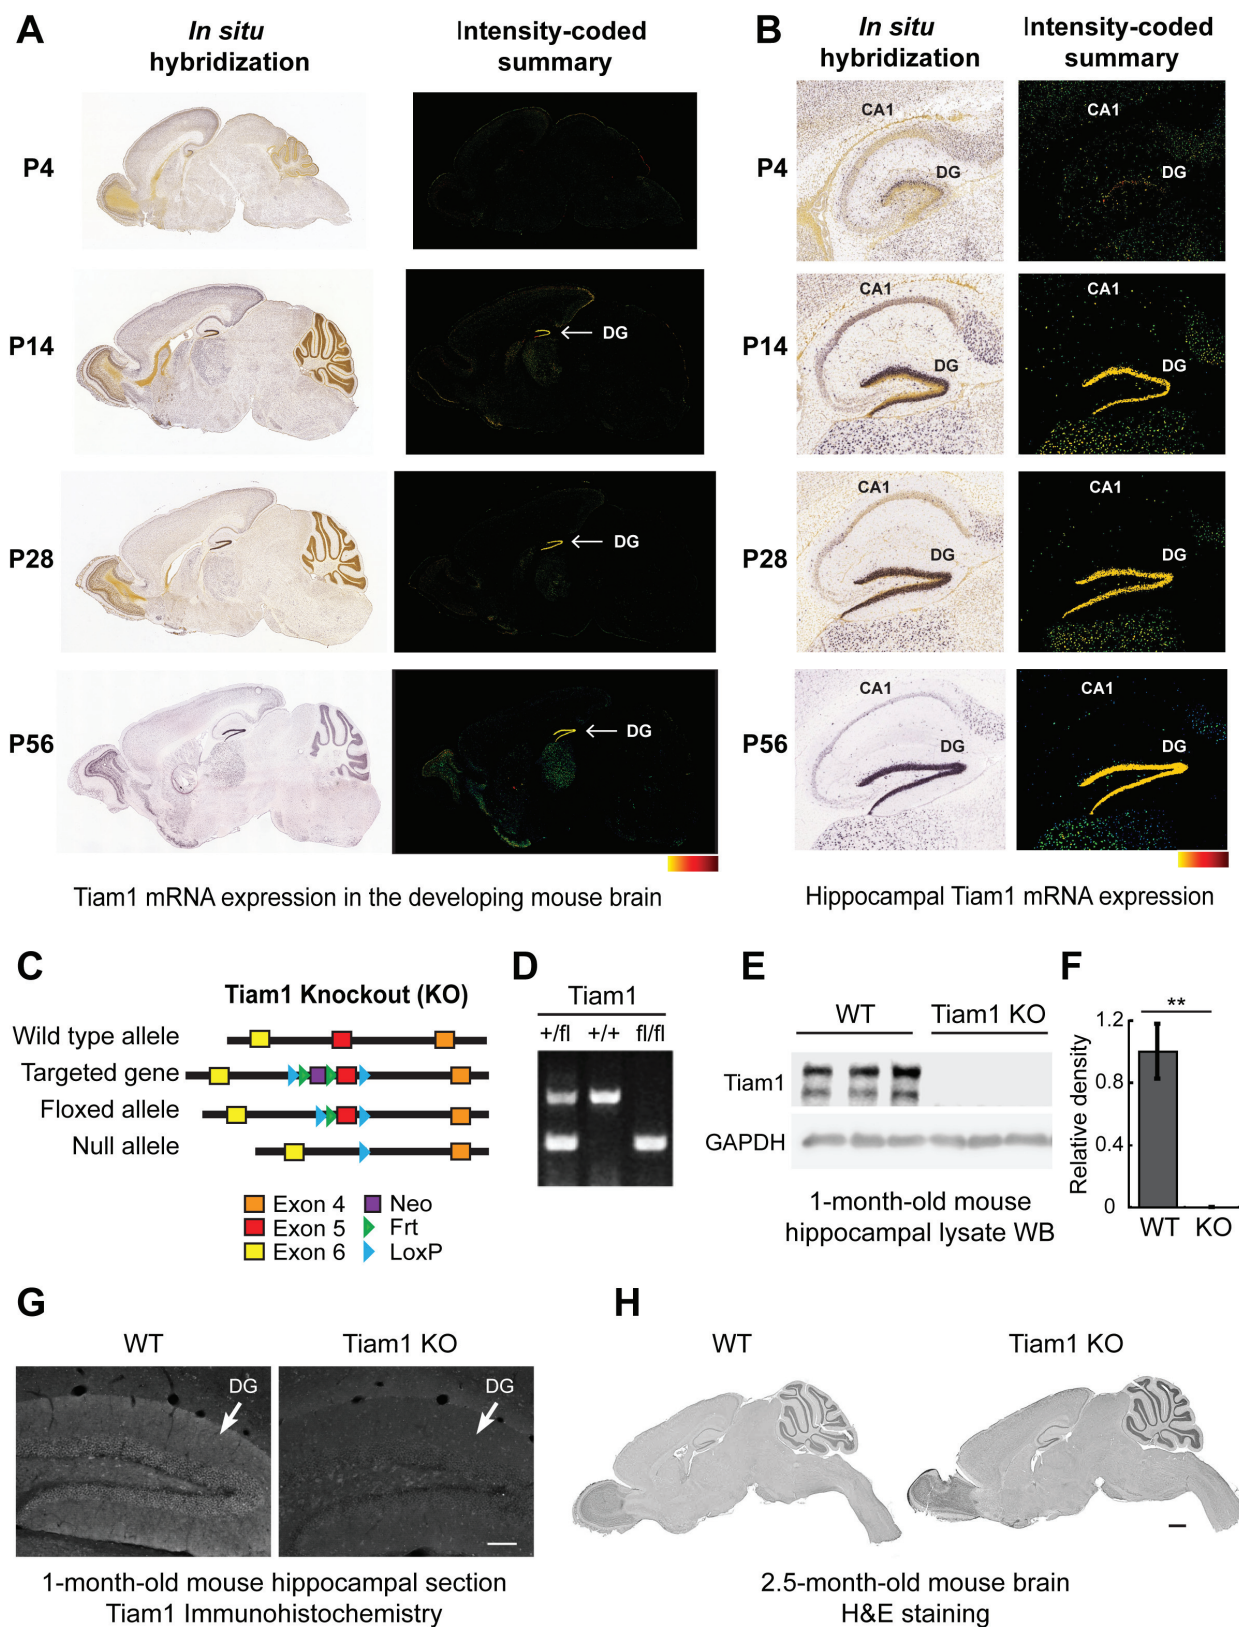 A
In situ
hybridization
Intensity-coded
summary
P4
P14
DG
P28
DG
P56
DG
Tiam1 mRNA expression in the developing mouse brain
B
In situ
hybridization
Intensity-coded
summary
P4
CA1
DG
CA1
DG
P14
CA1
DG
CA1
DG
P28
CA1
DG
CA1
DG
P56
CA1
DG
CA1
DG
Hippocampal Tiam1 mRNA expression
C
Tiam1 Knockout (KO)
Wild type allele
Targeted gene
Floxed allele
Null allele
Exon 4
Neo
Exon 5
Frt
Exon 6
LoxP
D
Tiam1
+/fl +/+ fl/fl
E
WT Tiam1 KO
Tiam1
GAPDH
1-month-old mouse
hippocampal lysate WB
F
**
Relative density
1.2
0.8
0.4
0
WT KO
G
WT Tiam1 KO
DG DG
1-month-old mouse hippocampal section
Tiam1 Immunohistochemistry
H
WT Tiam1 KO
2.5-month-old mouse brain
H&E staining